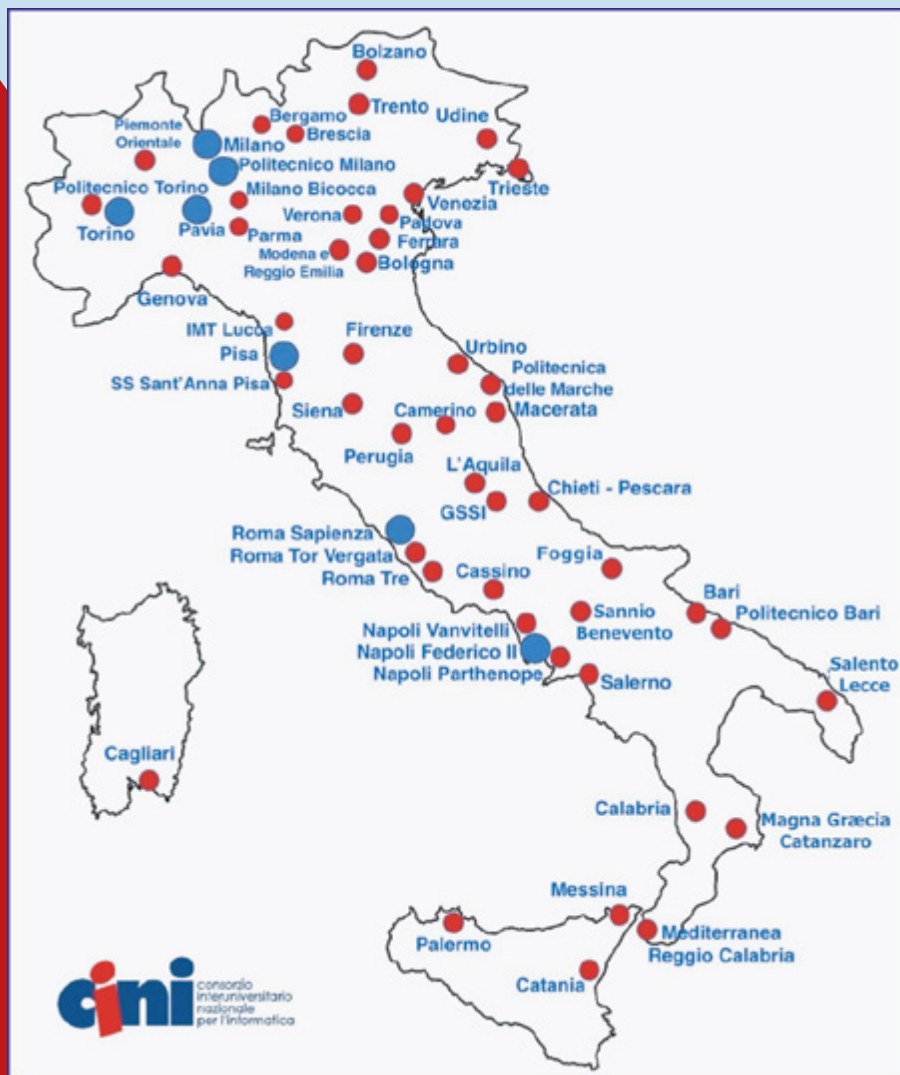 Bolzano
Trento
Bergamo
Brescia
Udine
Piemonte
Orientale
Milano
Politecnico Milano
Trieste
Politecnico
Torino
Torino
Pavia
Milano Bicocca
Venezia
Verona
Padova
Parma
Ferrara
Modena e
Reggio Emilia
Bologna
Genova
IMT Lucca
Firenze
Pisa
Urbino
SS Sant'Anna Pisa
Politecnica
delle Marche
Siena
Camerino
Macerata
Perugia
L'Aquila
Chieti - Pescara
GSSI
Roma Sapienza
Roma Tor Vergata
Roma Tre
Foggia
Cassino
Bari
Politecnico Bari
Sannio
Benevento
Napoli Vanvitelli
Napoli Federico II
Napoli Parthenope
Salerno
Salento
Lecce
Cagliari
Calabria
Magna Græcia
Catanzaro
Messina
Mediterranea
Reggio Calabria
Palermo
Catania
cini
consorzio
interuniversitario
nazionale
per l'informatica